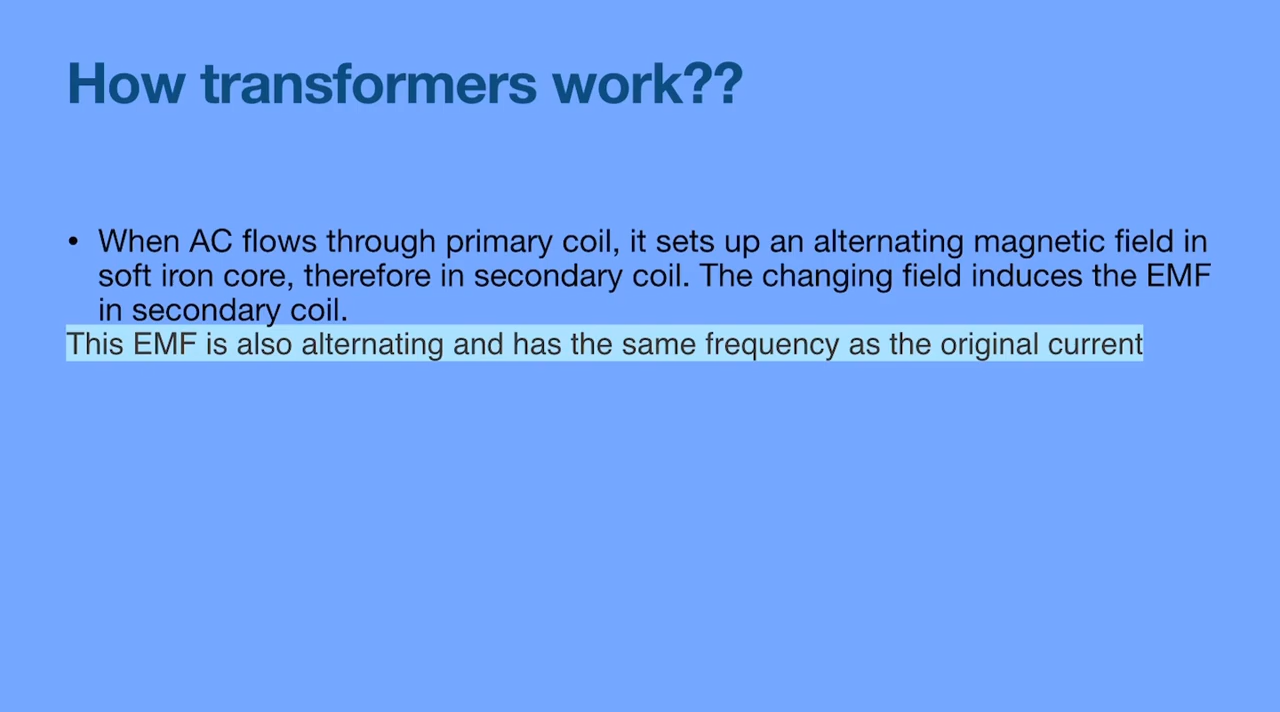 How transformers work??
• When AC flows through primary coil, it sets up an alternating magnetic field in
soft iron core, therefore in secondary coil. The changing field induces the EMF
in secondary coil.
This EMF is also alternating and has the same frequency as the original current